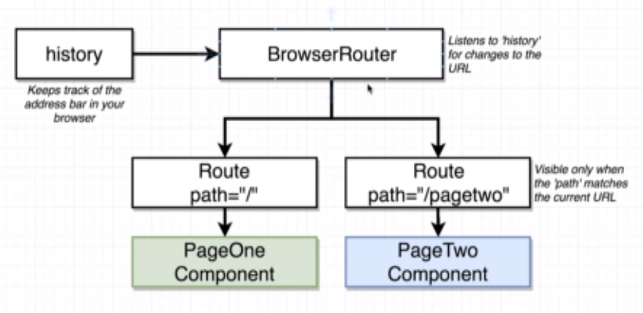 history
BrowserRouter
Listens to 'history'
for changes to the
URL
Keeps track of the
address bar in your
browser
Route
path="/"
Route
path="/pagetwo"
Visible only when
the 'path' matches
the current URL
PageOne
Component
PageTwo
Component